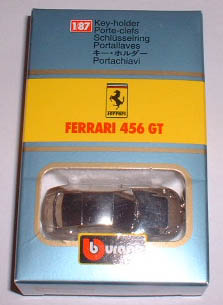 1:87
Key-holder
Porte-clefs
Schlüsselring
Portallaves
キー・ホルダー
Portachiavi
Ferrari
FERRARI 456 GT
burago